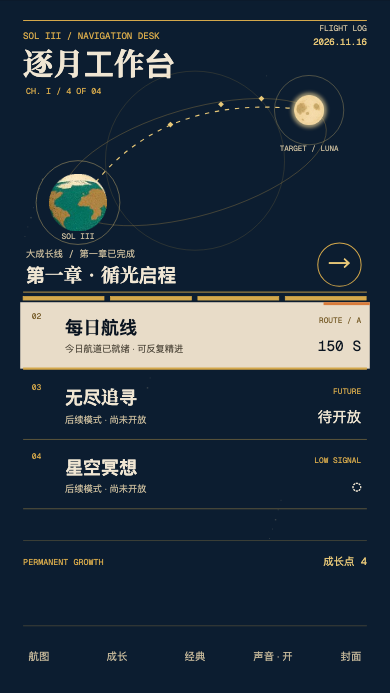 SOL III / NAVIGATION DESK
FLIGHT LOG
2026.11.16
逐月工作台
CH. I / 4 OF 04
TARGET / LUNA
SOL III
大成长线 / 第一章已完成
第一章 · 循光启程
02
每日航线
今日航道已就绪 · 可反复精进
ROUTE / A
150 S
03
无尽追寻
后续模式 · 尚未开放
FUTURE
待开放
04
星空冥想
后续模式 · 尚未开放
LOW SIGNAL
PERMANENT GROWTH
成长点 4
航图
成长
经典
声音 · 开
封面